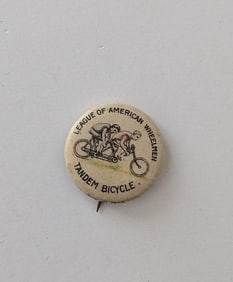 LEAGUE OF AMERICAN WHEELMEN
TANDEM BICYCLE.